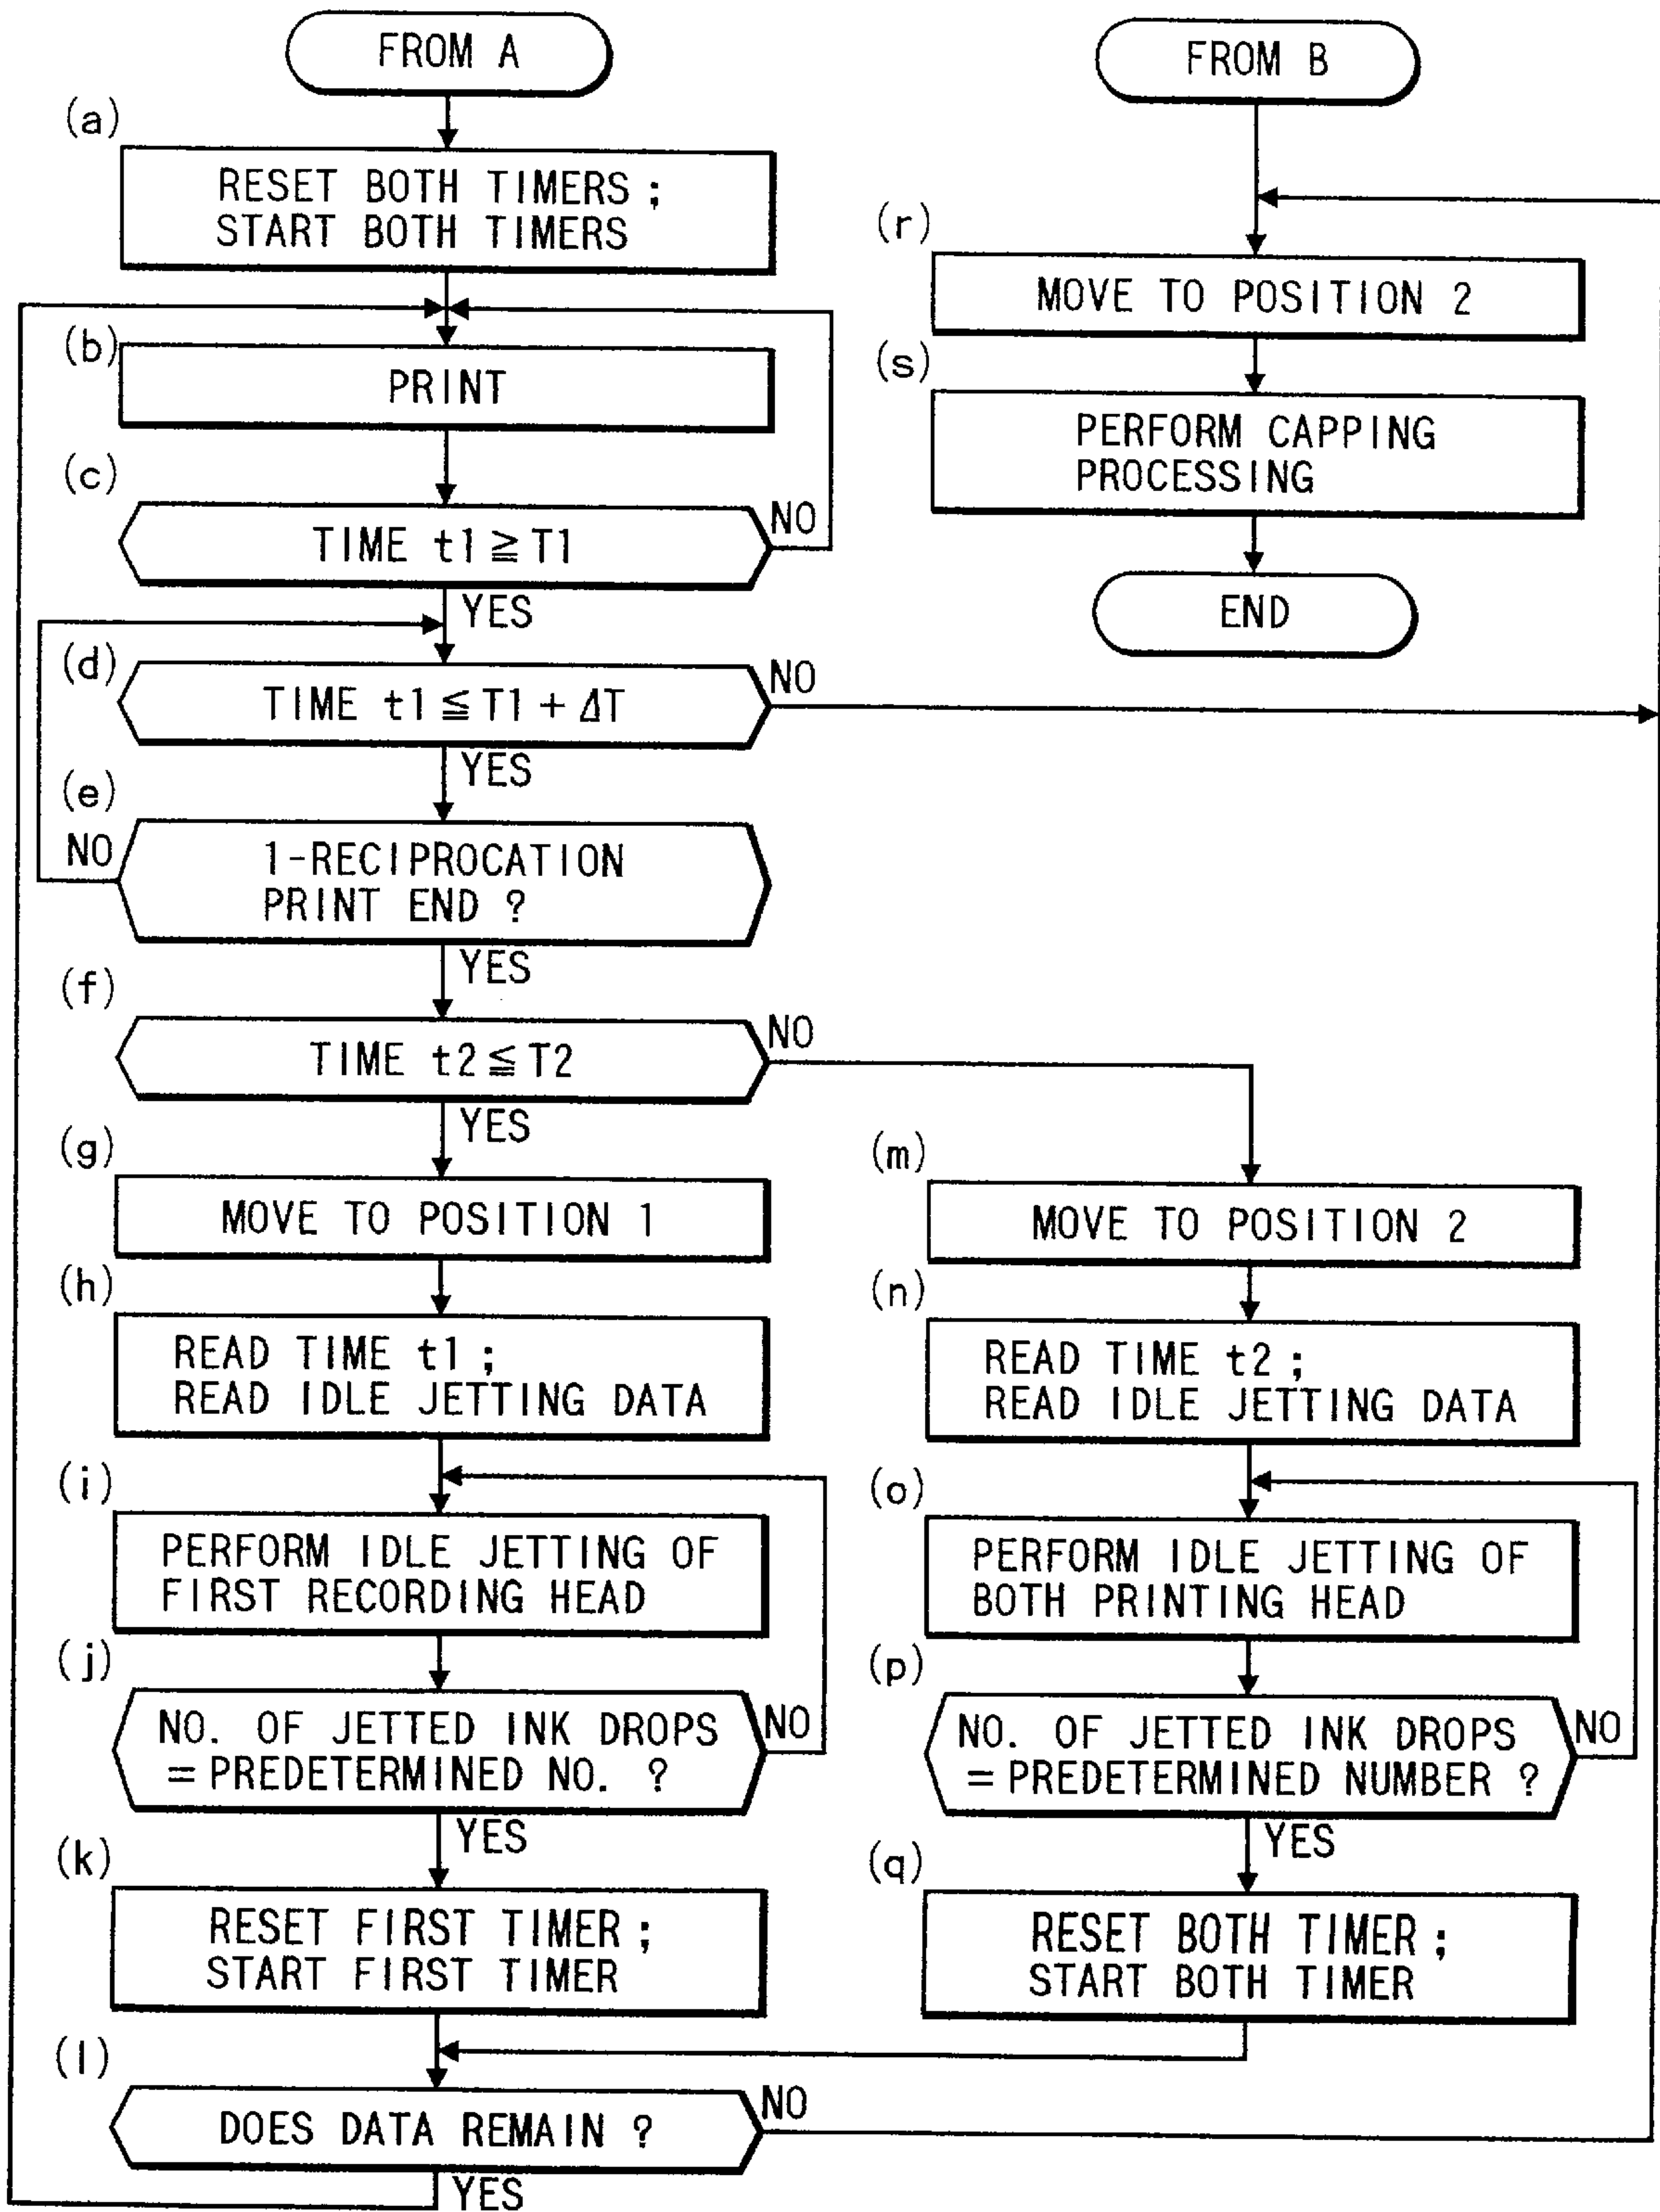 FROM A
(a)
RESET BOTH TIMERS ;
START BOTH TIMERS
(b)
PRINT
(c)
TIME t1 ≧ T1
NO
YES
(d)
TIME t1 ≦ T1 + ΔT
NO
YES
(e)
NO
1-RECIPROCATION
PRINT END ?
YES
(f)
TIME t2 ≦ T2
NO
YES
(g)
MOVE TO POSITION 1
(h)
READ TIME t1 ;
READ IDLE JETTING DATA
(i)
PERFORM IDLE JETTING OF
FIRST RECORDING HEAD
(j)
NO. OF JETTED INK DROPS
= PREDETERMINED NO. ?
NO
YES
(k)
RESET FIRST TIMER ;
START FIRST TIMER
(l)
DOES DATA REMAIN ?
NO
YES
FROM B
(r)
MOVE TO POSITION 2
(s)
PERFORM CAPPING
PROCESSING
END
(m)
MOVE TO POSITION 2
(n)
READ TIME t2 ;
READ IDLE JETTING DATA
(o)
PERFORM IDLE JETTING OF
BOTH PRINTING HEAD
(p)
NO. OF JETTED INK DROPS
= PREDETERMINED NUMBER ?
NO
YES
(q)
RESET BOTH TIMER ;
START BOTH TIMER